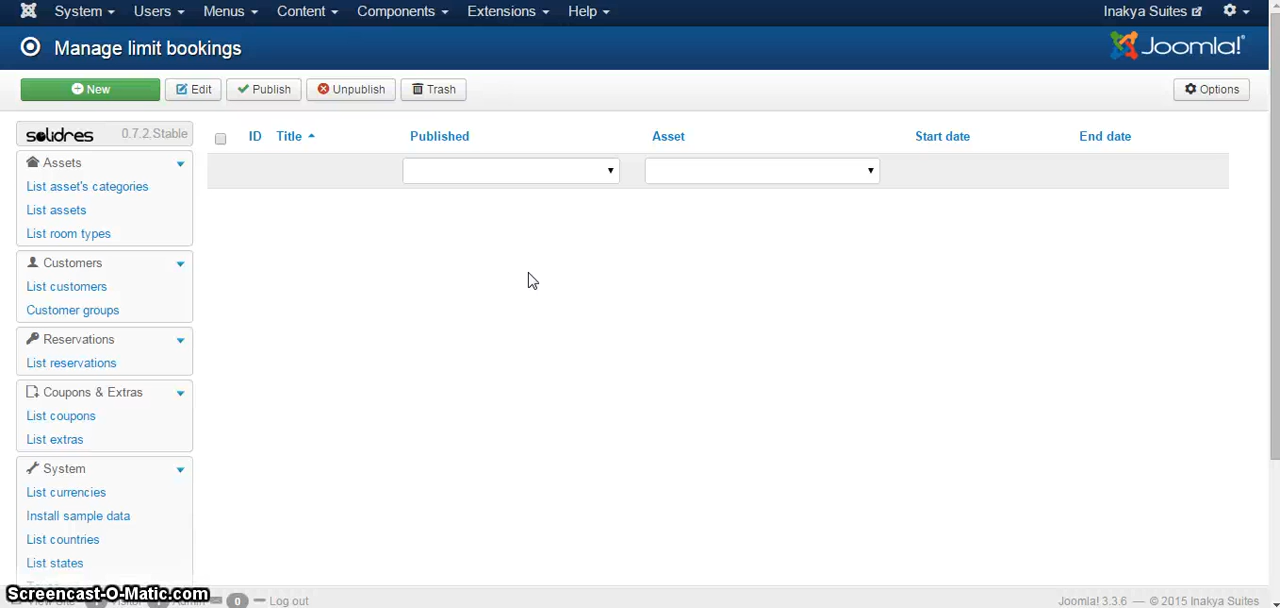 System Users Menus Content Components Extensions Help Inakya Suites
Manage limit bookings Joomla!
New Edit Publish Unpublish Trash Options
solidres 0.7.2.Stable
ID Title Published Asset Start date End date
Assets
List asset's categories
List assets
List room types
Customers
List customers
Customer groups
Reservations
List reservations
Coupons & Extras
List coupons
List extras
System
List currencies
Install sample data
List countries
List states
Screencast-O-Matic.com
0 Log out Joomla! 3.3.6 — © 2015 Inakya Suites